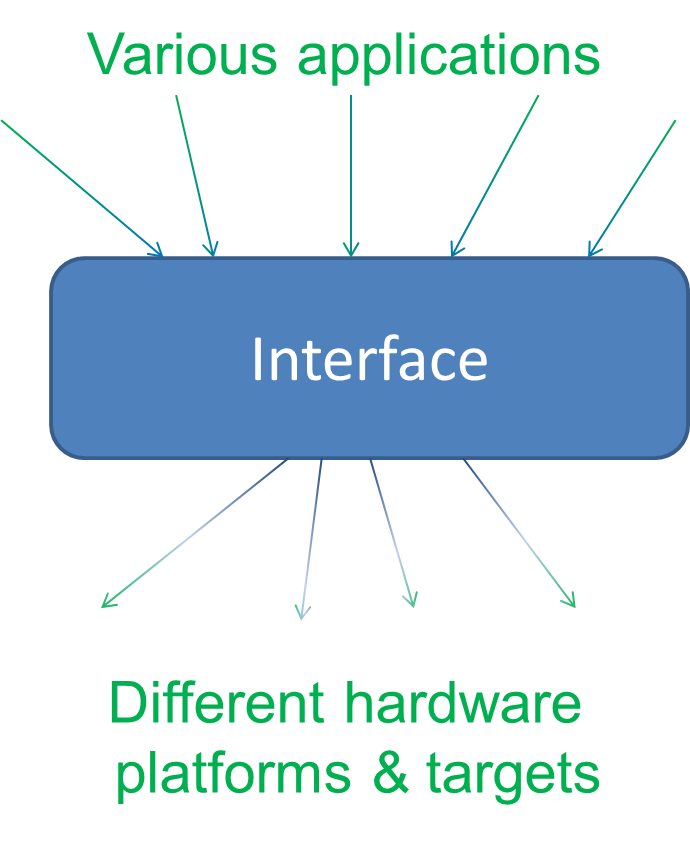 Various applications
Interface
Different hardware
platforms & targets